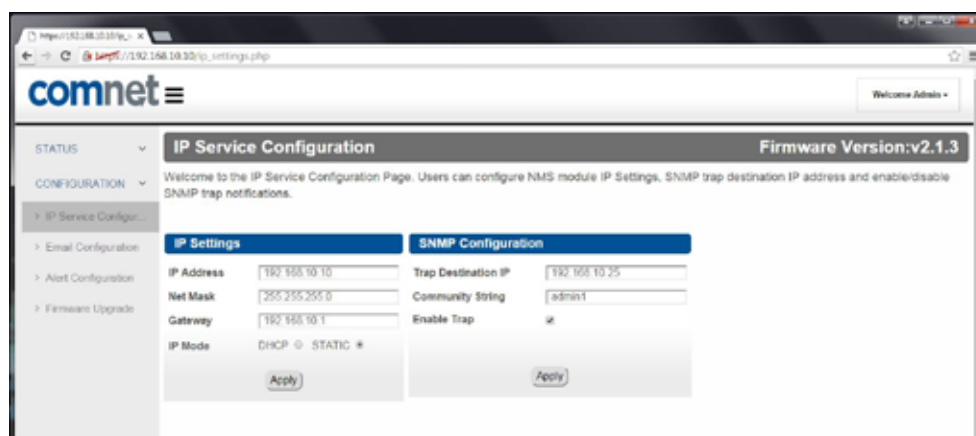 https://192.168.10.10/ip_s
https://192.168.10.10/ip_settings.php
comnet
Welcome Admin
STATUS
IP Service Configuration
Firmware Version:v2.1.3
CONFIGURATION
Welcome to the IP Service Configuration Page. Users can configure NMS module IP Settings, SNMP trap destination IP address and enable/disable
SNMP trap notifications.
> IP Service Configur...
> Email Configuration
> Alert Configuration
> Firmware Upgrade
IP Settings
IP Address 192.168.10.10
Net Mask 255.255.255.0
Gateway 192.168.10.1
IP Mode DHCP STATIC
Apply
SNMP Configuration
Trap Destination IP 192.168.10.25
Community String admin1
Enable Trap
Apply